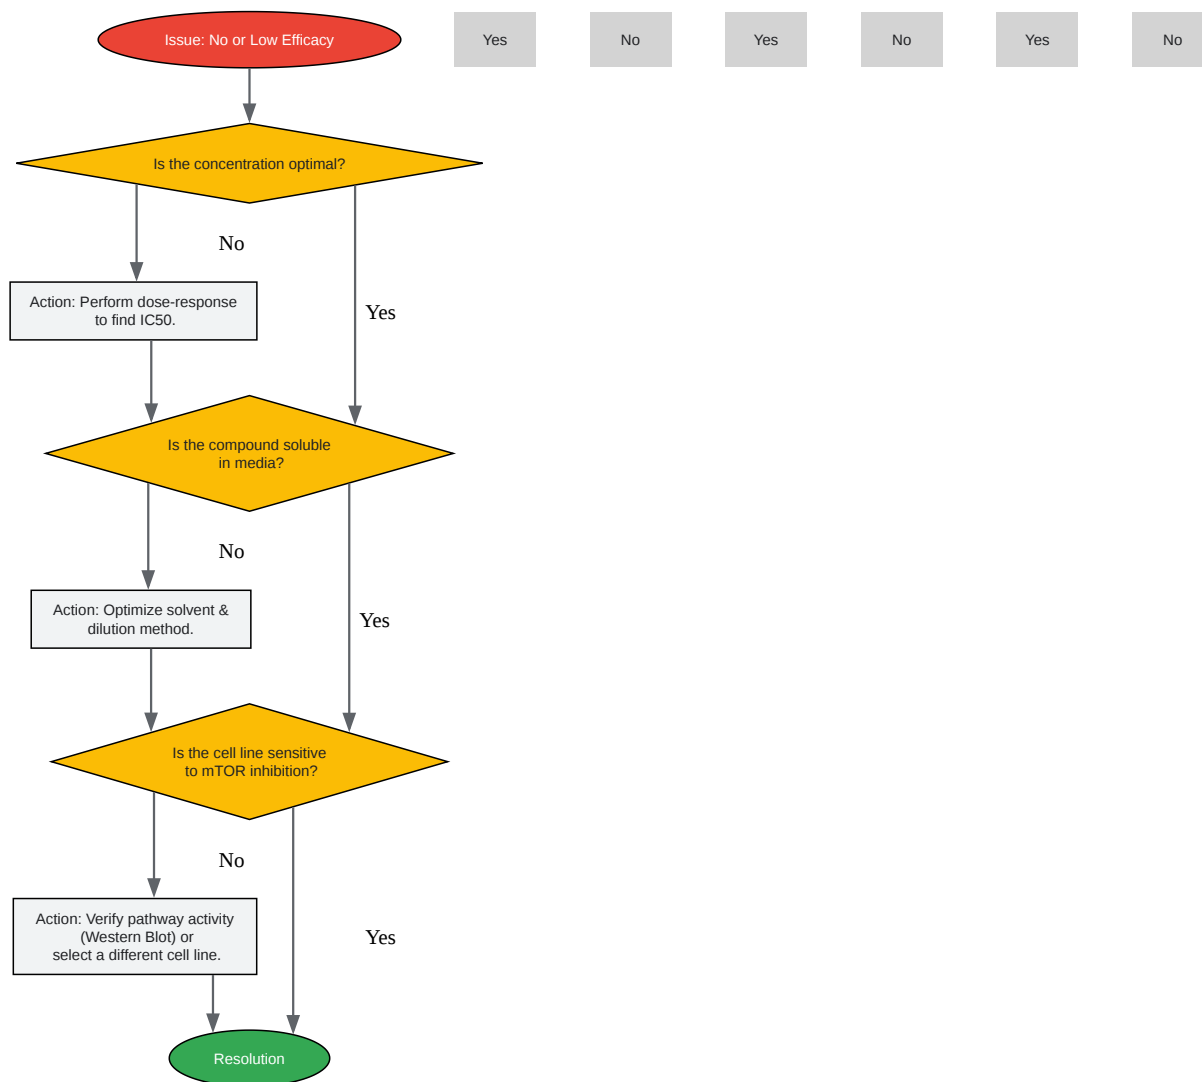 Issue: No or Low Efficacy
Yes
No
Yes
No
Yes
No
Is the concentration optimal?
No
Action: Perform dose-response
to find IC50.
Yes
Is the compound soluble
in media?
No
Action: Optimize solvent &
dilution method.
Yes
Is the cell line sensitive
to mTOR inhibition?
No
Action: Verify pathway activity
(Western Blot) or
select a different cell line.
Yes
Resolution